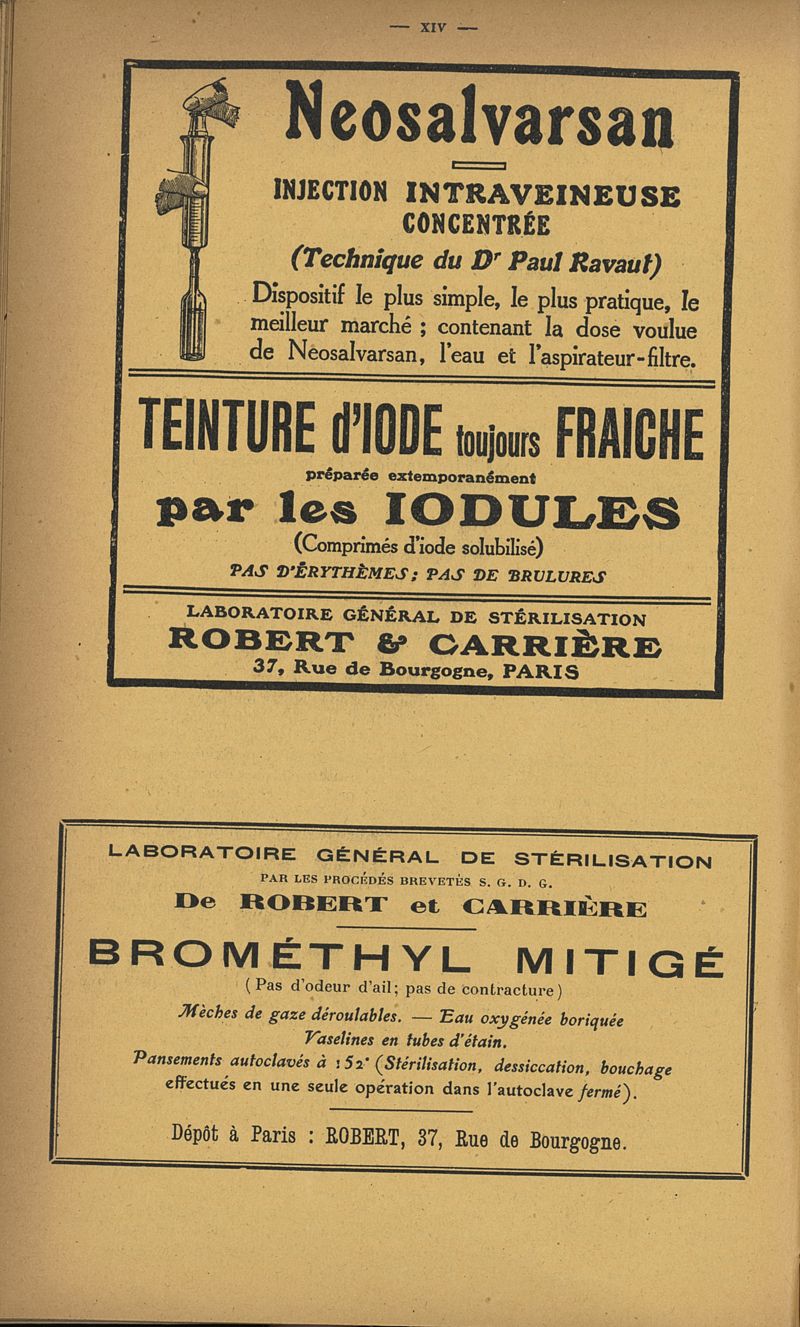 — XIV —
Neosalvarsan
INJECTION INTRAVEINEUSE
CONCENTRÉE
(Technique du Dr Paul Ravaut)
Dispositif le plus simple, le plus pratique, le
meilleur marché ; contenant la dose voulue
de Neosalvarsan, l'eau et l'aspirateur-filtre.
TEINTURE d'IODE toujours FRAICHE
préparée extemporanément
par les IODULES
(Comprimés d'iode solubilisé)
PAS D'ÉRYTHÈMES ; PAS DE BRULURES
LABORATOIRE GÉNÉRAL DE STÉRILISATION
ROBERT & CARRIÈRE
37, Rue de Bourgogne, PARIS
LABORATOIRE GÉNÉRAL DE STÉRILISATION
PAR LES PROCÉDÉS BREVETÉS S. G. D. G.
De ROBERT et CARRIÈRE
BROMÉTHYL MITIGÉ
(Pas d'odeur d'ail; pas de contracture)
Mèches de gaze déroulables. — Eau oxygénée boriquée
Vaselines en tubes d'étain.
Pansements autoclavés à 152° (Stérilisation, dessiccation, bouchage
effectués en une seule opération dans l'autoclave fermé).
Dépôt à Paris : ROBERT, 37, Rue de Bourgogne.